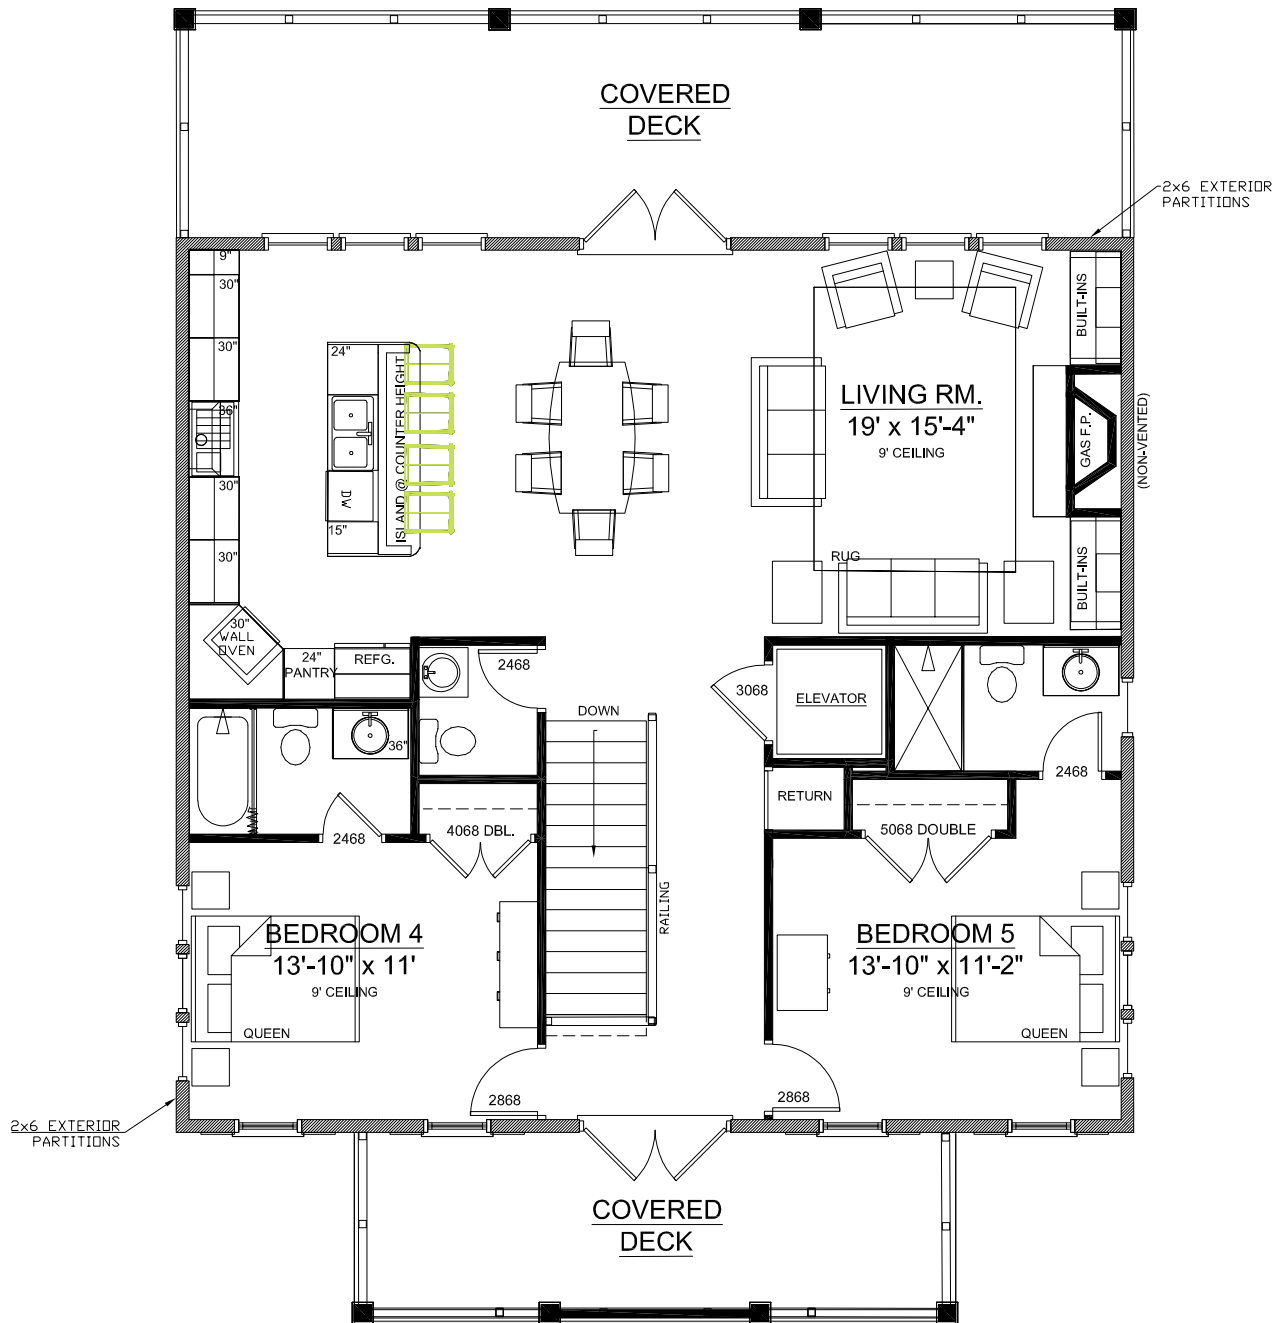 COVERED
DECK
2x6 EXTERIOR
PARTITIONS
9"
30"
30"
36"
30"
30"
24"
DW
15"
ISLAND @ COUNTER HEIGHT
LIVING RM.
19' x 15'-4"
9' CEILING
RUG
BUILT-INS
GAS F.P.
(NON-VENTED)
BUILT-INS
30"
WALL
OVEN
24"
PANTRY
REFG.
2468
3068
ELEVATOR
DOWN
36"
2468
RETURN
2468
4068 DBL.
5068 DOUBLE
RAILING
BEDROOM 4
13'-10" x 11'
9' CEILING
QUEEN
BEDROOM 5
13'-10" x 11'-2"
9' CEILING
QUEEN
2868
2868
2x6 EXTERIOR
PARTITIONS
COVERED
DECK